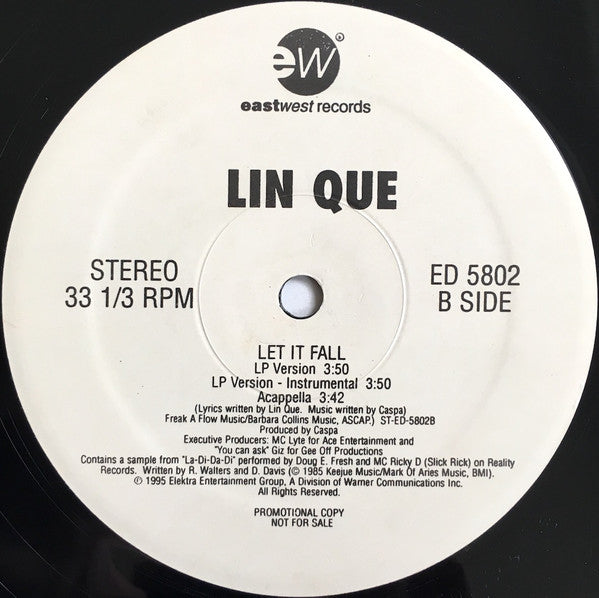 ew
eastwest records
LIN QUE
STEREO
33 1/3 RPM
ED 5802
B SIDE
LET IT FALL
LP Version 3:50
LP Version - Instrumental 3:50
Acappella 3:42
(Lyrics written by Lin Que. Music written by Caspa)
Freak A Flow Music/Barbara Collins Music, ASCAP.) ST-ED-5802B
Produced by Caspa
Executive Producers: MC Lyte for Ace Entertainment and
"You can ask" Giz for Gee Off Productions
Contains a sample from "La-Di-Da-Di" performed by Doug E. Fresh and MC Ricky D (Slick Rick) on Reality
Records. Written by R. Walters and D. Davis (© 1985 Keejue Music/Mark Of Aries Music, BMI).
℗ 1995 Elektra Entertainment Group, A Division of Warner Communications Inc.
All Rights Reserved.
PROMOTIONAL COPY
NOT FOR SALE